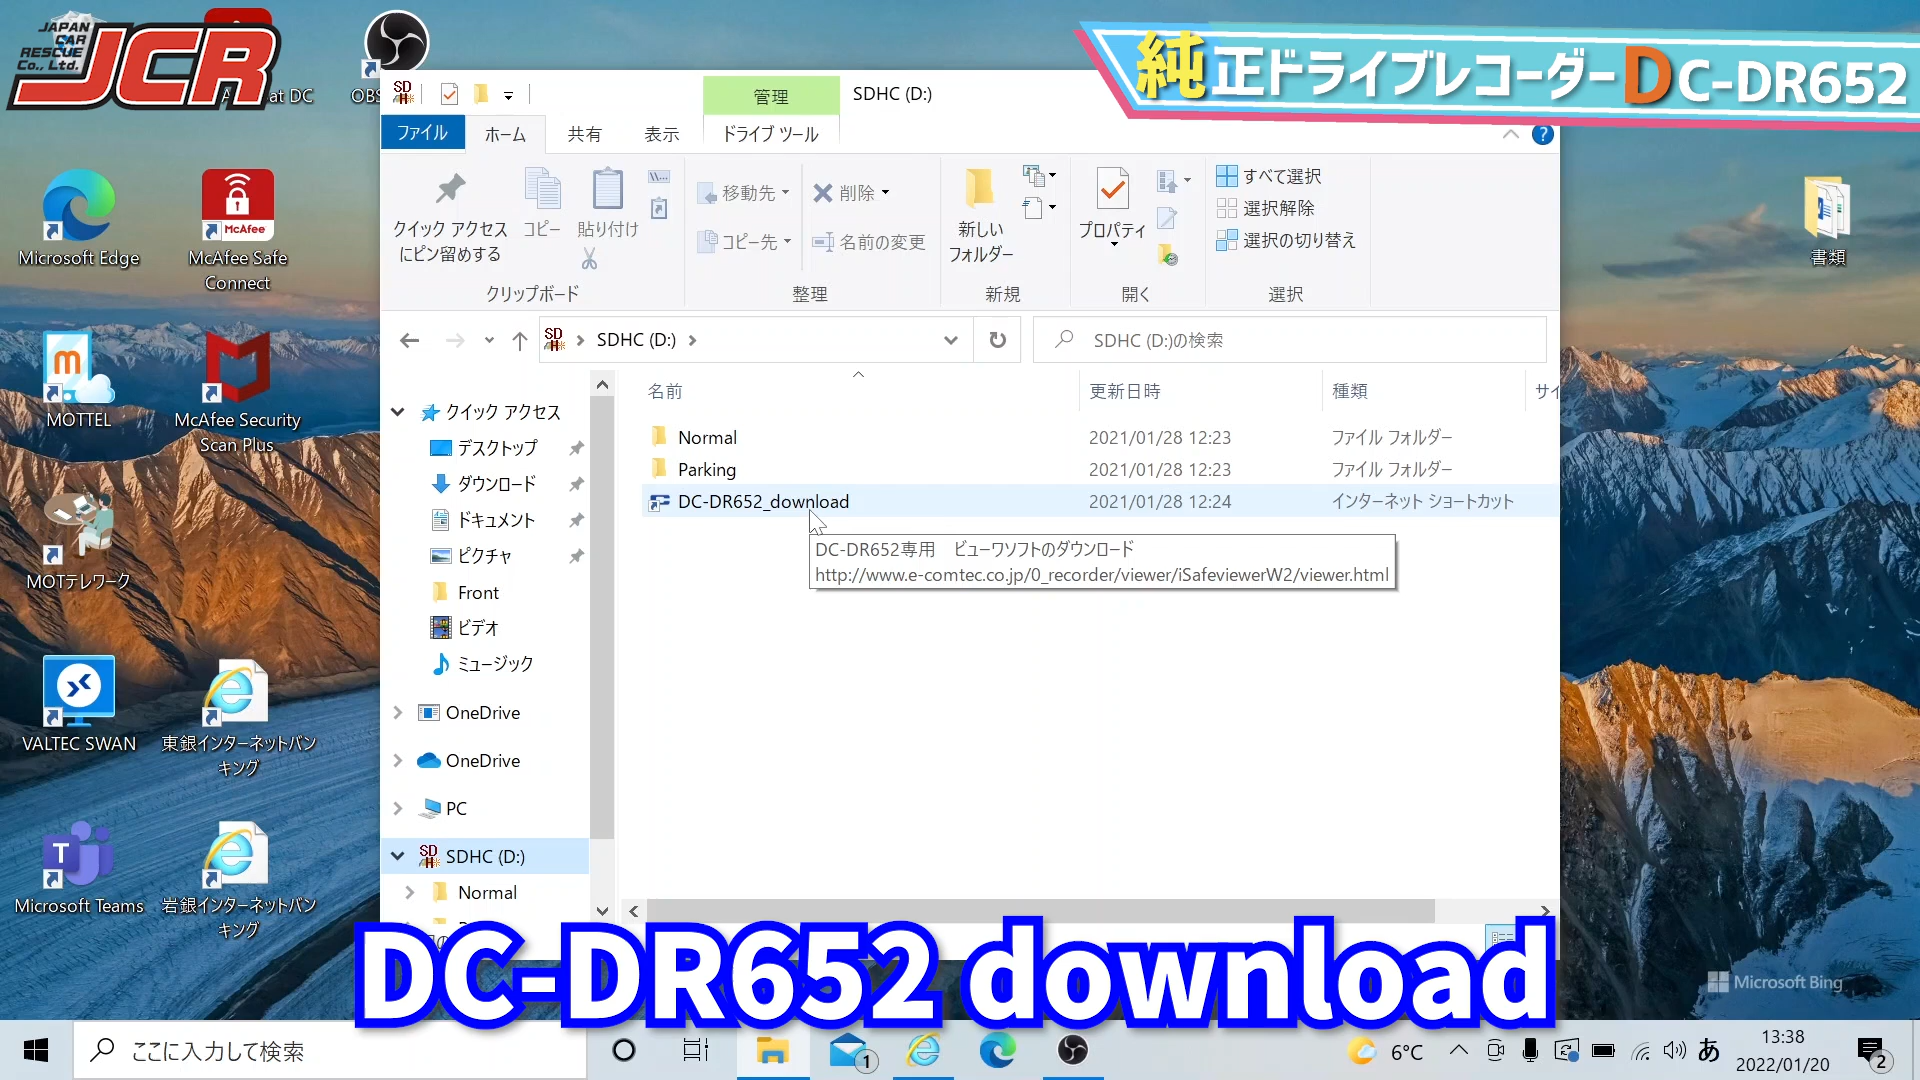 JAPAN
CAR
RESCUE
Co., Ltd.
JCR
純正ドライブレコーダーDC-DR652
at DC
OBS
Microsoft Edge
McAfee
McAfee Safe
Connect
MOTTEL
McAfee Security
Scan Plus
MOTテレワーク
VALTEC SWAN
東銀インターネットバン
キング
Microsoft Teams
岩銀インターネットバン
キング
書類
管理
SDHC (D:)
ファイル
ホーム
共有
表示
ドライブ ツール
クイック アクセス
にピン留めする
コピー
貼り付け
クリップボード
移動先
コピー先
削除
名前の変更
整理
新しい
フォルダー
新規
プロパティ
開く
すべて選択
選択解除
選択の切り替え
選択
SDHC (D:)
SDHC (D:)の検索
クイック アクセス
デスクトップ
ダウンロード
ドキュメント
ピクチャ
Front
ビデオ
ミュージック
OneDrive
OneDrive
PC
SDHC (D:)
Normal
名前 更新日時 種類 サイ
Normal 2021/01/28 12:23 ファイル フォルダー
Parking 2021/01/28 12:23 ファイル フォルダー
DC-DR652_download 2021/01/28 12:24 インターネット ショートカット
DC-DR652専用 ビューワソフトのダウンロード
http://www.e-comtec.co.jp/0_recorder/viewer/iSafeviewerW2/viewer.html
DC-DR652 download
Microsoft Bing
ここに入力して検索
1
6°C
あ
13:38
2022/01/20
2